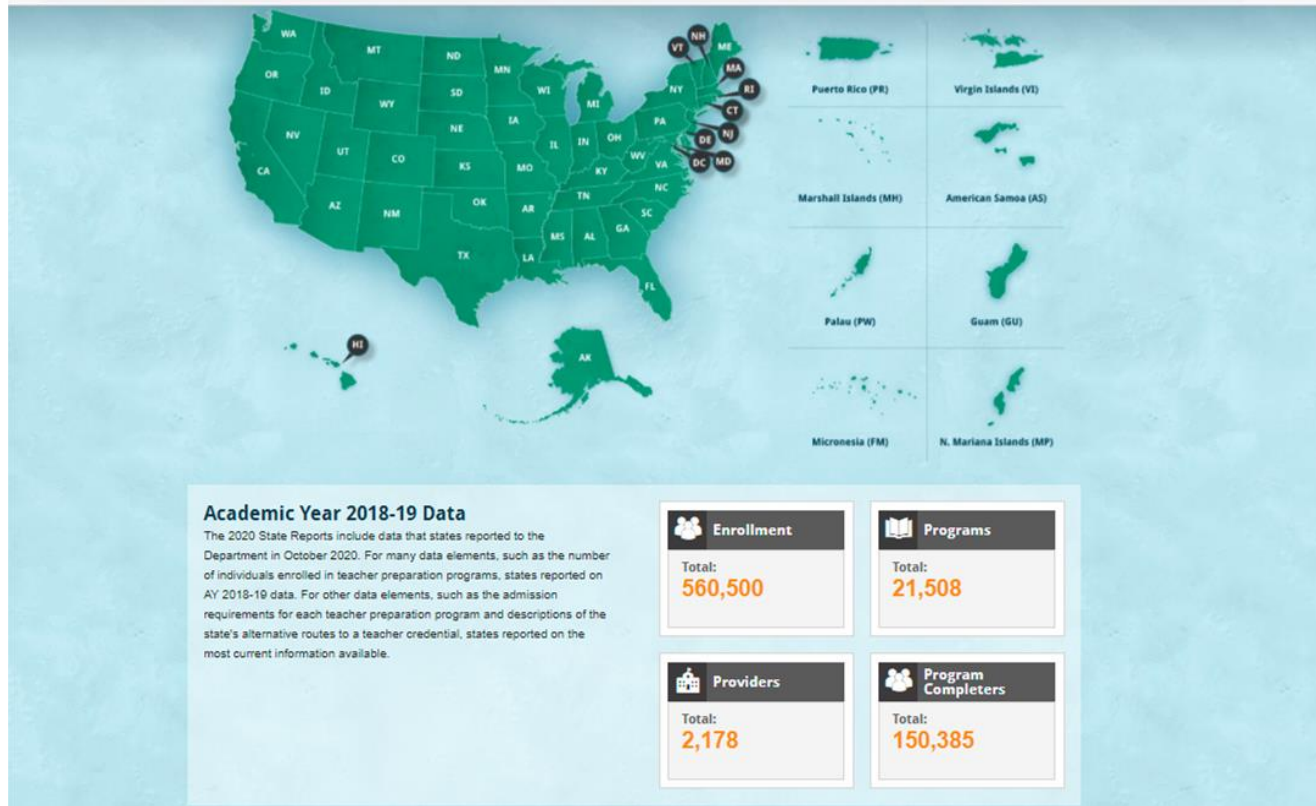 WA
MT
ND
MN
VT
NH
ME
OR
ID
SD
WI
MI
NY
MA
WY
RI
NE
IA
PA
CT
NV
UT
CO
IL
IN
OH
NJ
DE
CA
KS
MO
WV
VA
DC
MD
KY
NC
AZ
NM
OK
AR
TN
SC
MS
AL
GA
TX
LA
FL
HI
AK
Puerto Rico (PR)
Virgin Islands (VI)
Marshall Islands (MH)
American Samoa (AS)
Palau (PW)
Guam (GU)
Micronesia (FM)
N. Mariana Islands (MP)
Academic Year 2018-19 Data
The 2020 State Reports include data that states reported to the
Department in October 2020. For many data elements, such as the number
of individuals enrolled in teacher preparation programs, states reported on
AY 2018-19 data. For other data elements, such as the admission
requirements for each teacher preparation program and descriptions of the
state's alternative routes to a teacher credential, states reported on the
most current information available.
Enrollment
Total:
560,500
Programs
Total:
21,508
Providers
Total:
2,178
Program
Completers
Total:
150,385